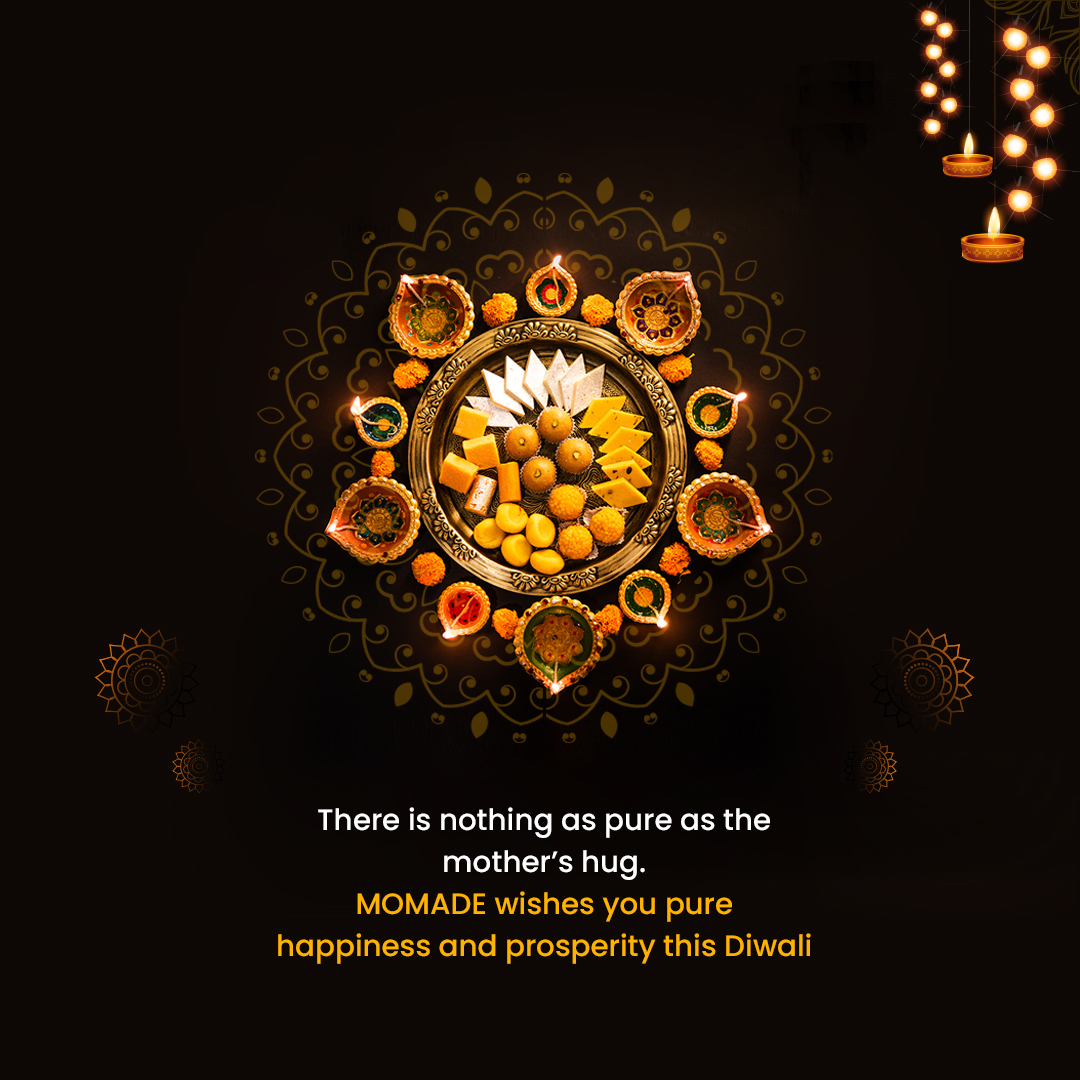 There is nothing as pure as the
mother’s hug.
MOMADE wishes you pure
happiness and prosperity this Diwali